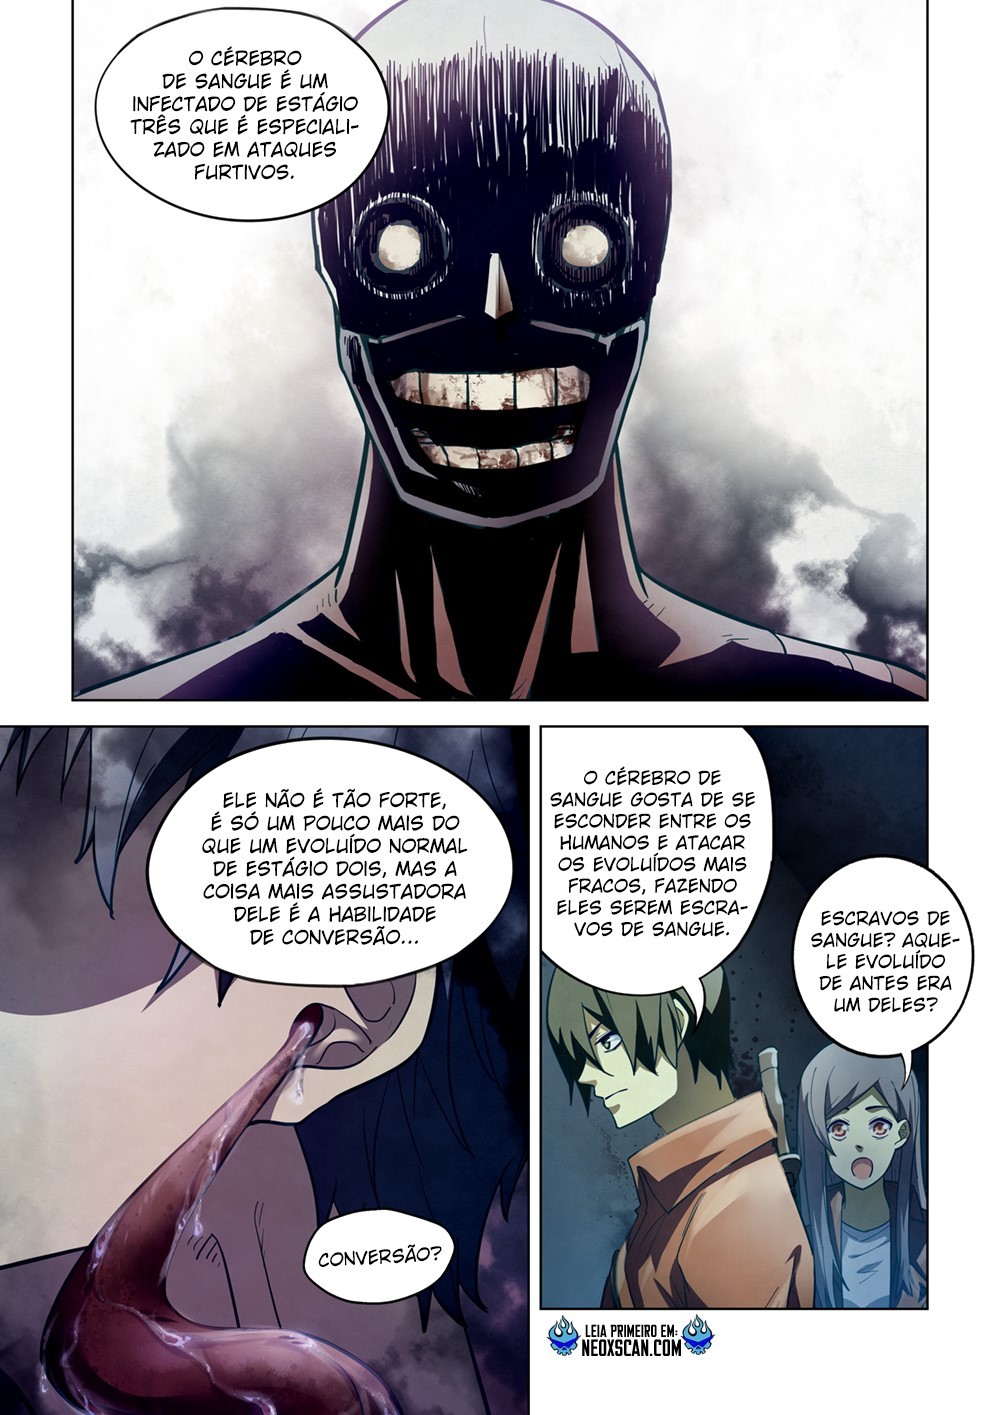 O CÉREBRO
DE SANGUE É UM
INFECTADO DE ESTÁGIO
TRÊS QUE É ESPECIALI-
ZADO EM ATAQUES
FURTIVOS.
ELE NÃO É TÃO FORTE,
É SÓ UM POUCO MAIS DO
QUE UM EVOLUÍDO NORMAL
DE ESTÁGIO DOIS, MAS A
COISA MAIS ASSUSTADORA
DELE É A HABILIDADE
DE CONVERSÃO...
CONVERSÃO?
O CÉREBRO DE
SANGUE GOSTA DE SE
ESCONDER ENTRE OS
HUMANOS E ATACAR
OS EVOLUÍDOS MAIS
FRACOS, FAZENDO
ELES SEREM ESCRA-
VOS DE SANGUE.
ESCRAVOS DE
SANGUE? AQUE-
LE EVOLUÍDO
DE ANTES ERA
UM DELES?
LEIA PRIMEIRO EM:
NEOXSCAN.COM